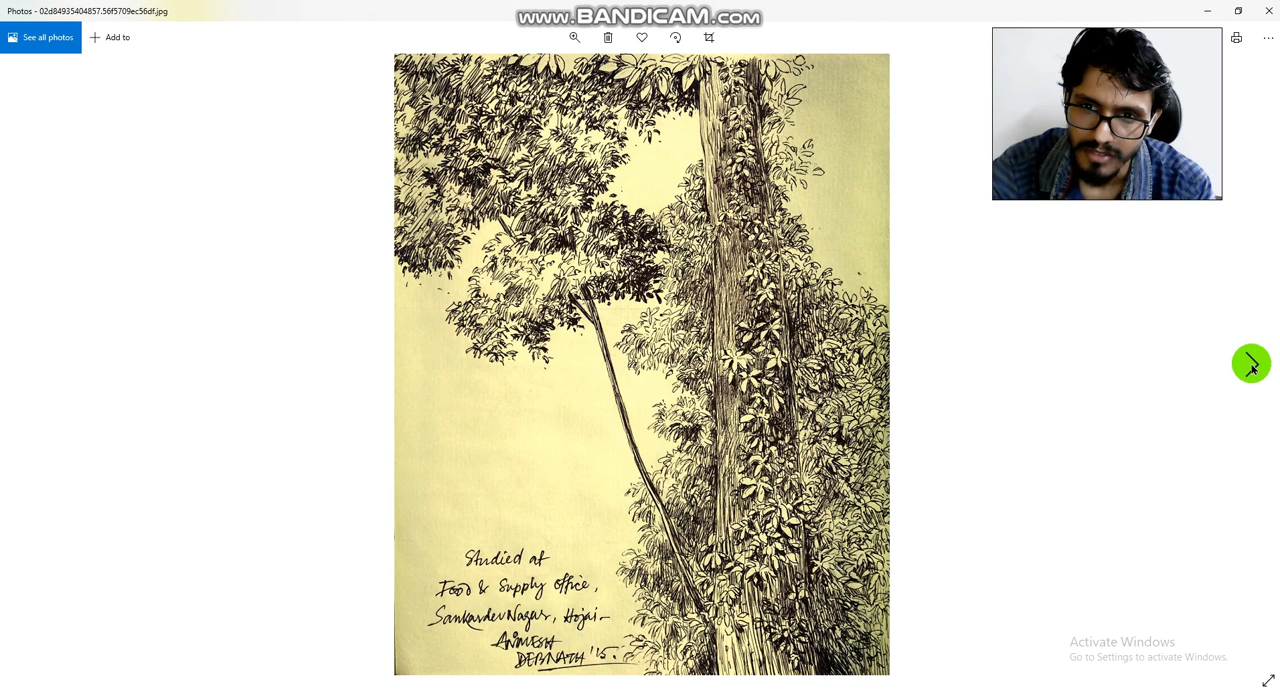 Photos - 02d84935404857.56f5709ec56df.jpg
www.BANDICAM.com
See all photos
Add to
Studied at
Food & Supply Office,
SankardevNagar, Hojai-
ANIMESH
DEBNATH '15.
Activate Windows
Go to Settings to activate Windows.